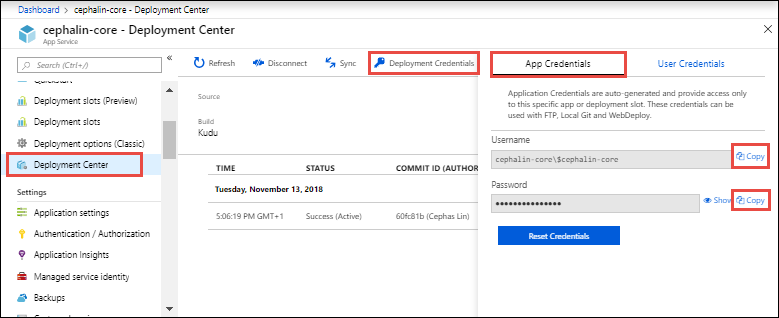 Dashboard > cephalin-core - Deployment Center
cephalin-core - Deployment Center
App Service
Search (Ctrl+/)
Deployment slots (Preview)
Deployment slots
Deployment options (Classic)
Deployment Center
Settings
Application settings
Authentication / Authorization
Application Insights
Managed service identity
Backups
Refresh
Disconnect
Sync
Deployment Credentials
Source
Build
Kudu
TIME STATUS COMMIT ID (AUTHOR
Tuesday, November 13, 2018
5:06:19 PM GMT+1 Success (Active) 60fc81b (Cephas Lin)
App Credentials
User Credentials
Application Credentials are auto-generated and provide access only
to this specific app or deployment slot. These credentials can be
used with FTP, Local Git and WebDeploy.
Username
cephalin-core\$cephalin-core
Copy
Password
Show
Copy
Reset Credentials